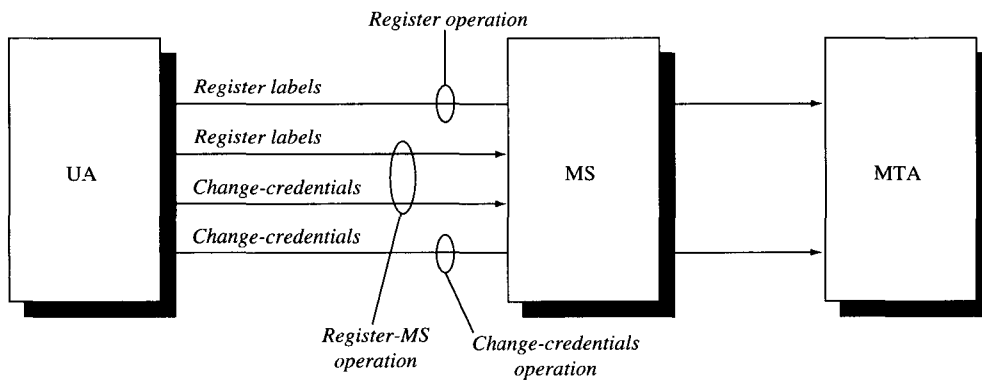 Register operation
Register labels
Register labels
UA
MS
MTA
Change-credentials
Change-credentials
Register-MS
operation
Change-credentials
operation